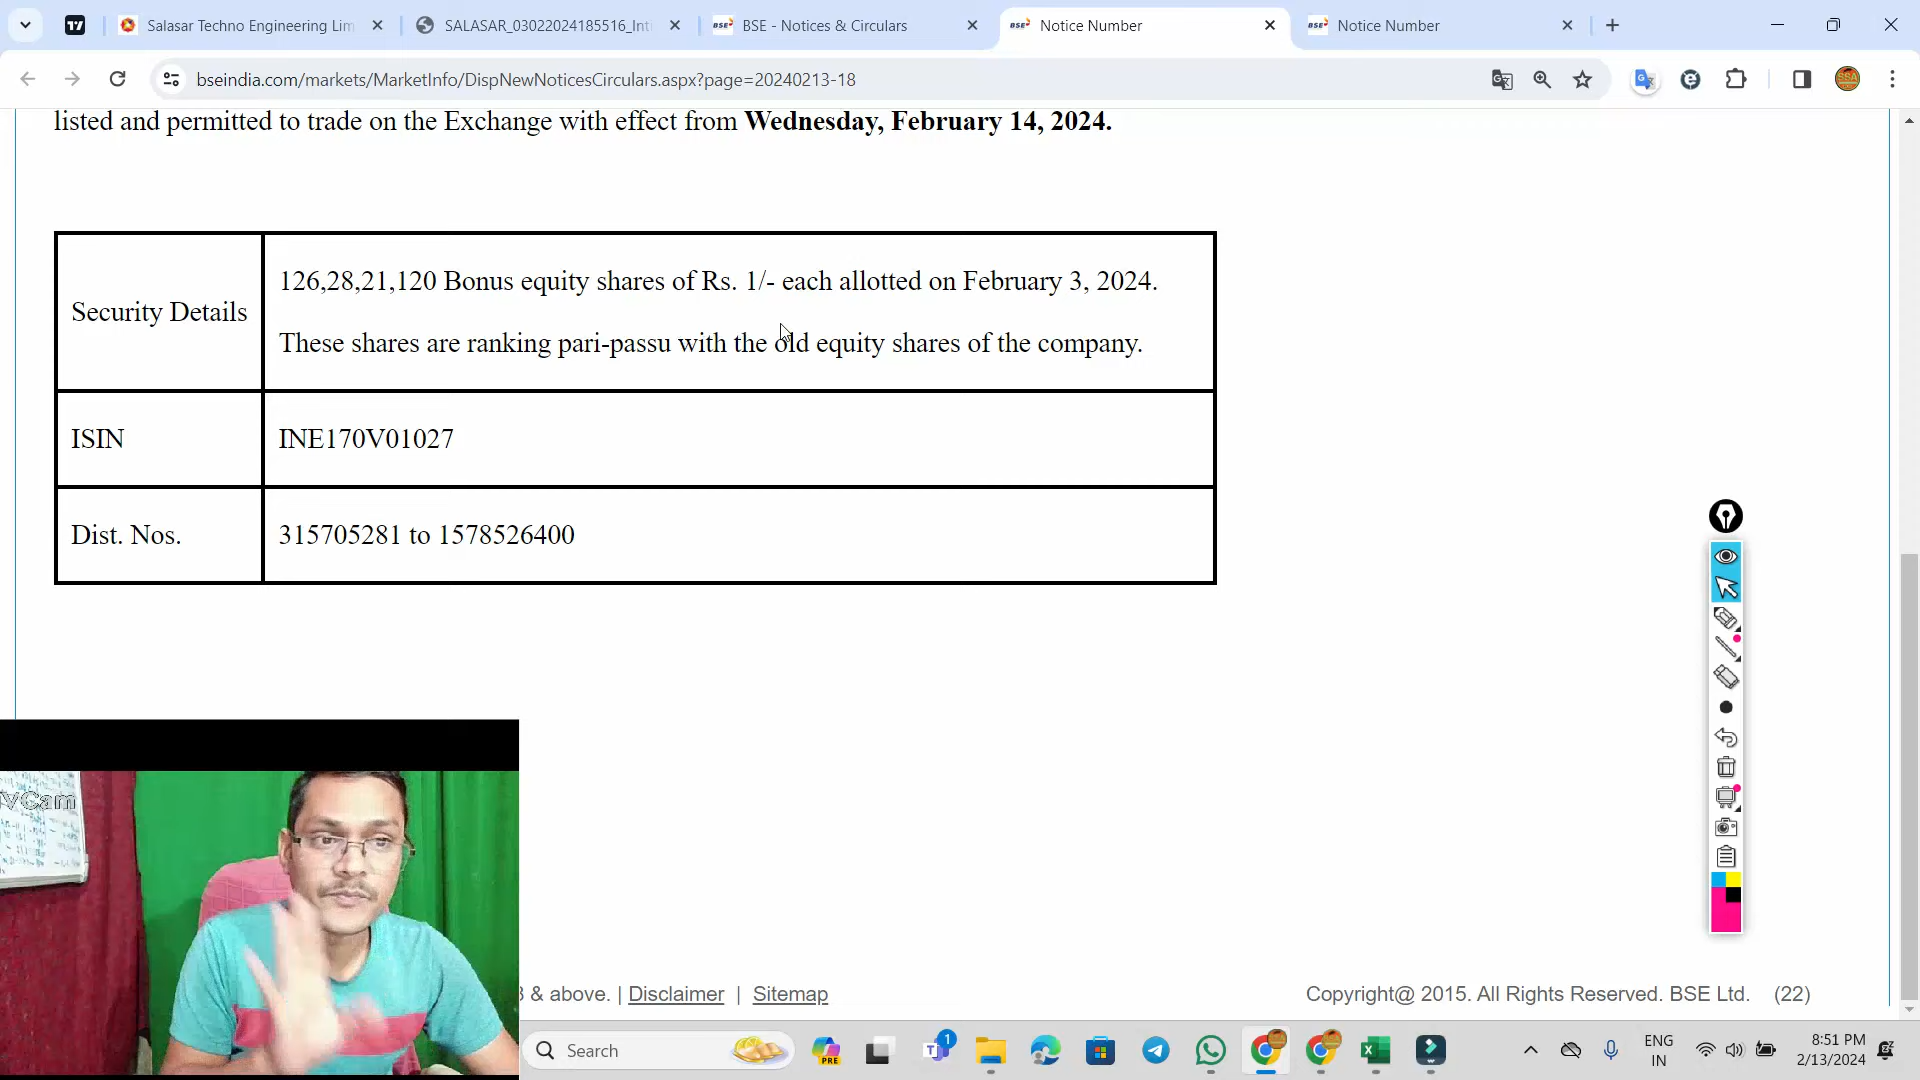 Salasar Techno Engineering Lim
SALASAR_03022024185516_Inti
BSE - Notices & Circulars
Notice Number
Notice Number
bseindia.com/markets/MarketInfo/DispNewNoticesCirculars.aspx?page=20240213-18
listed and permitted to trade on the Exchange with effect from Wednesday, February 14, 2024.
Security Details
126,28,21,120 Bonus equity shares of Rs. 1/- each allotted on February 3, 2024.
These shares are ranking pari-passu with the old equity shares of the company.
ISIN
INE170V01027
Dist. Nos.
315705281 to 1578526400
iVCam
& above. | Disclaimer | Sitemap
Copyright@ 2015. All Rights Reserved. BSE Ltd. (22)
Search
PRE
1
ENG
IN
8:51 PM
2/13/2024